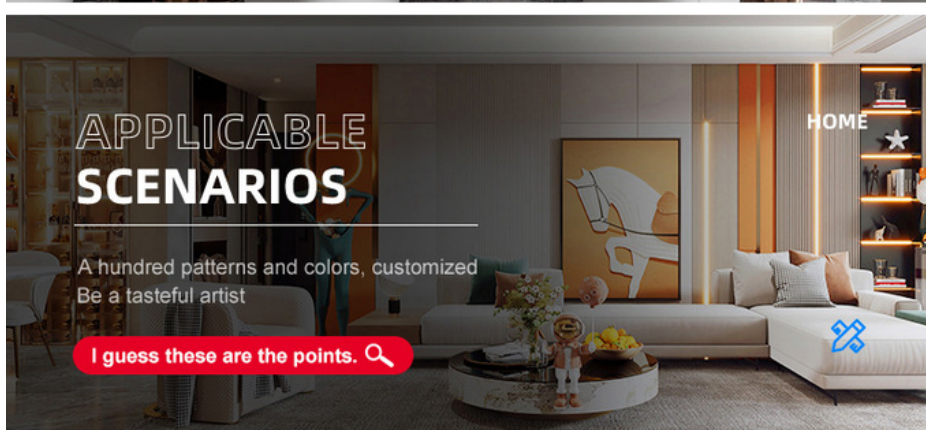 APPLICABLE
SCENARIOS
HOME
A hundred patterns and colors, customized
Be a tasteful artist
I guess these are the points.